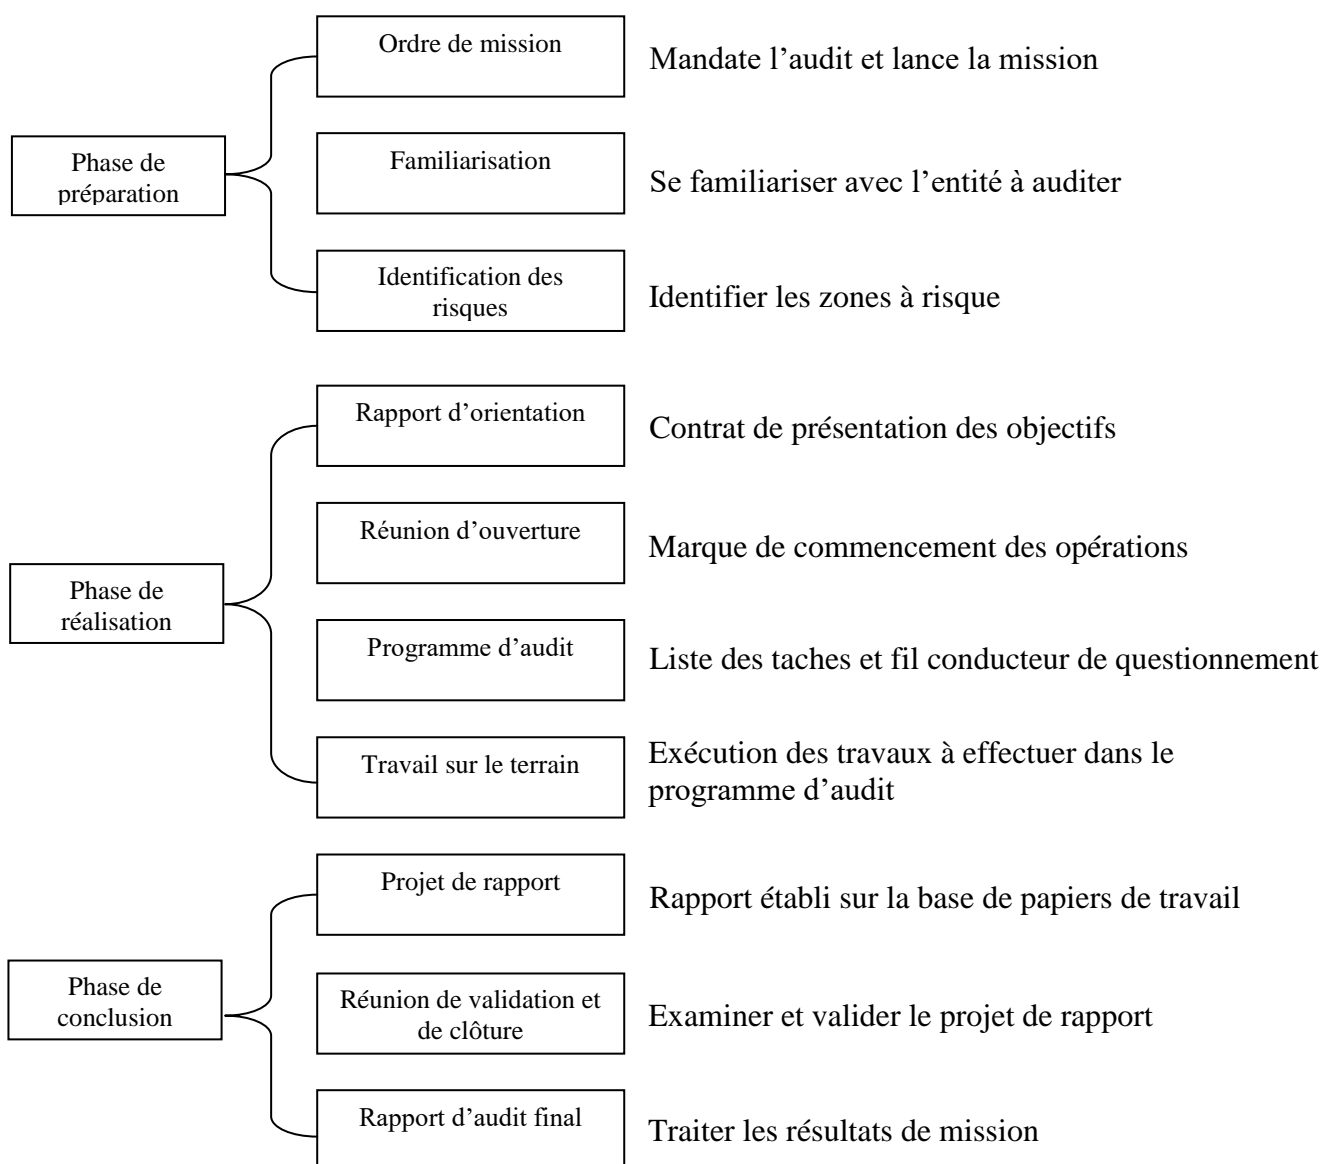 Phase de
préparation
Ordre de mission
Mandate l’audit et lance la mission
Familiarisation
Se familiariser avec l’entité à auditer
Identification des
risques
Identifier les zones à risque
Phase de
réalisation
Rapport d’orientation
Contrat de présentation des objectifs
Réunion d’ouverture
Marque de commencement des opérations
Programme d’audit
Liste des taches et fil conducteur de questionnement
Travail sur le terrain
Exécution des travaux à effectuer dans le
programme d’audit
Phase de
conclusion
Projet de rapport
Rapport établi sur la base de papiers de travail
Réunion de validation et
de clôture
Examiner et valider le projet de rapport
Rapport d’audit final
Traiter les résultats de mission